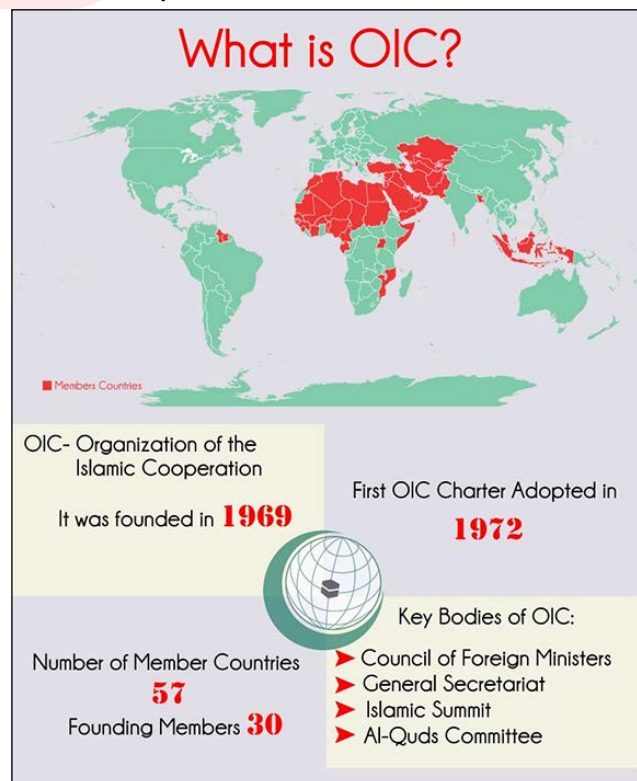 What is OIC?
Members Countries
OIC- Organization of the
Islamic Cooperation
It was founded in 1969
First OIC Charter Adopted in
1972
Number of Member Countries
57
Founding Members 30
Key Bodies of OIC:
Council of Foreign Ministers
General Secretariat
Islamic Summit
Al-Quds Committee